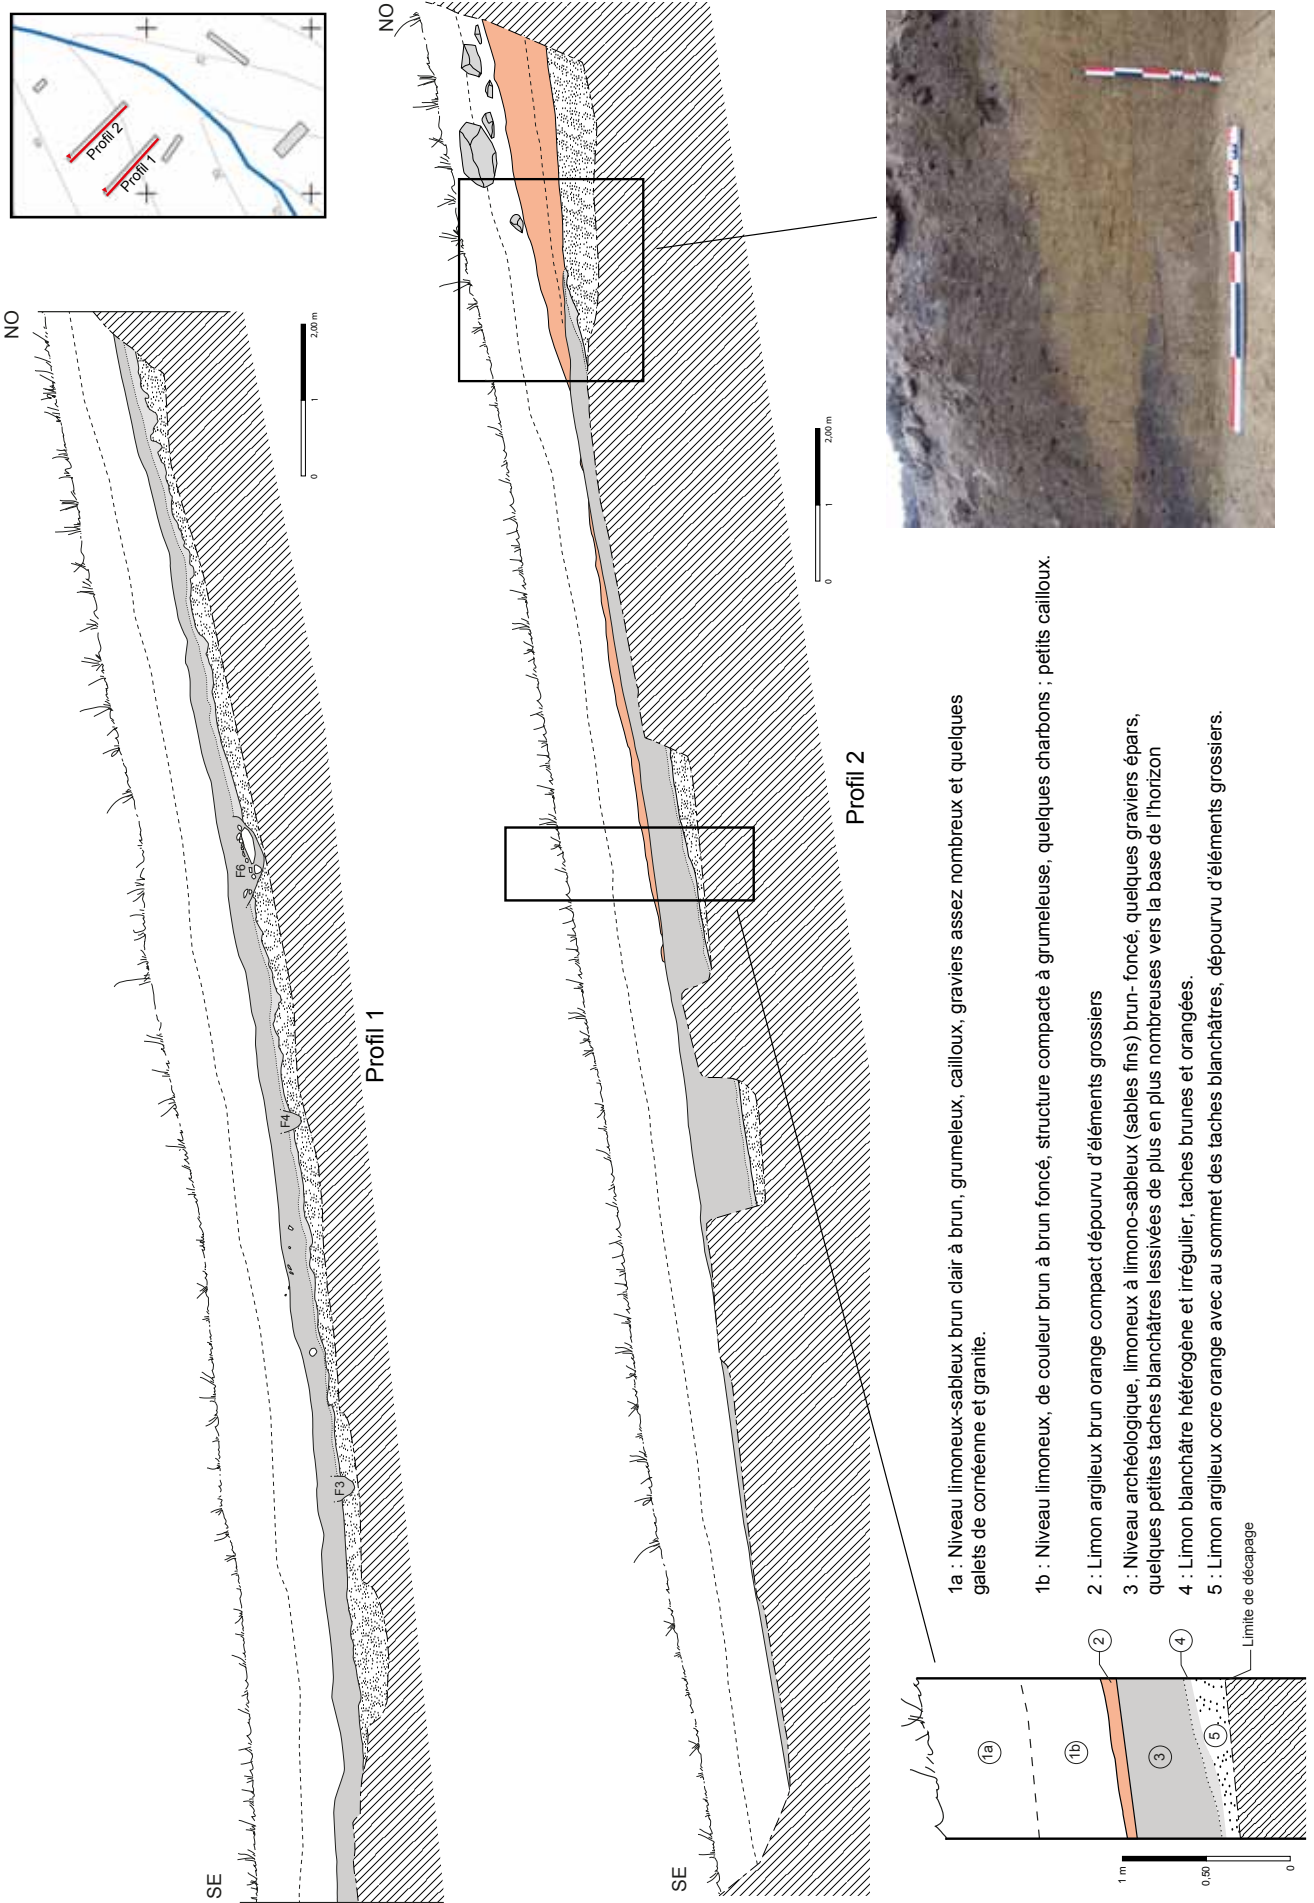 Profil 2
Profil 1
NO
F6
F4
F3
SE
0
1
2,00 m
Profil 1
NO
SE
0
1
2,00 m
Profil 2
1a : Niveau limoneux-sableux brun clair à brun, grumeleux, cailloux, graviers assez nombreux et quelques
galets de cornéenne et granite.
1b : Niveau limoneux, de couleur brun à brun foncé, structure compacte à grumeleuse, quelques charbons ; petits cailloux.
2 : Limon argileux brun orange compact dépourvu d'éléments grossiers
3 : Niveau archéologique, limoneux à limono-sableux (sables fins) brun- foncé, quelques graviers épars,
quelques petites taches blanchâtres lessivées de plus en plus nombreuses vers la base de l'horizon
4 : Limon blanchâtre hétérogène et irrégulier, taches brunes et orangées.
5 : Limon argileux ocre orange avec au sommet des taches blanchâtres, dépourvu d'éléments grossiers.
1a
1b
2
3
4
5
Limite de décapage
1 m
0,50
0